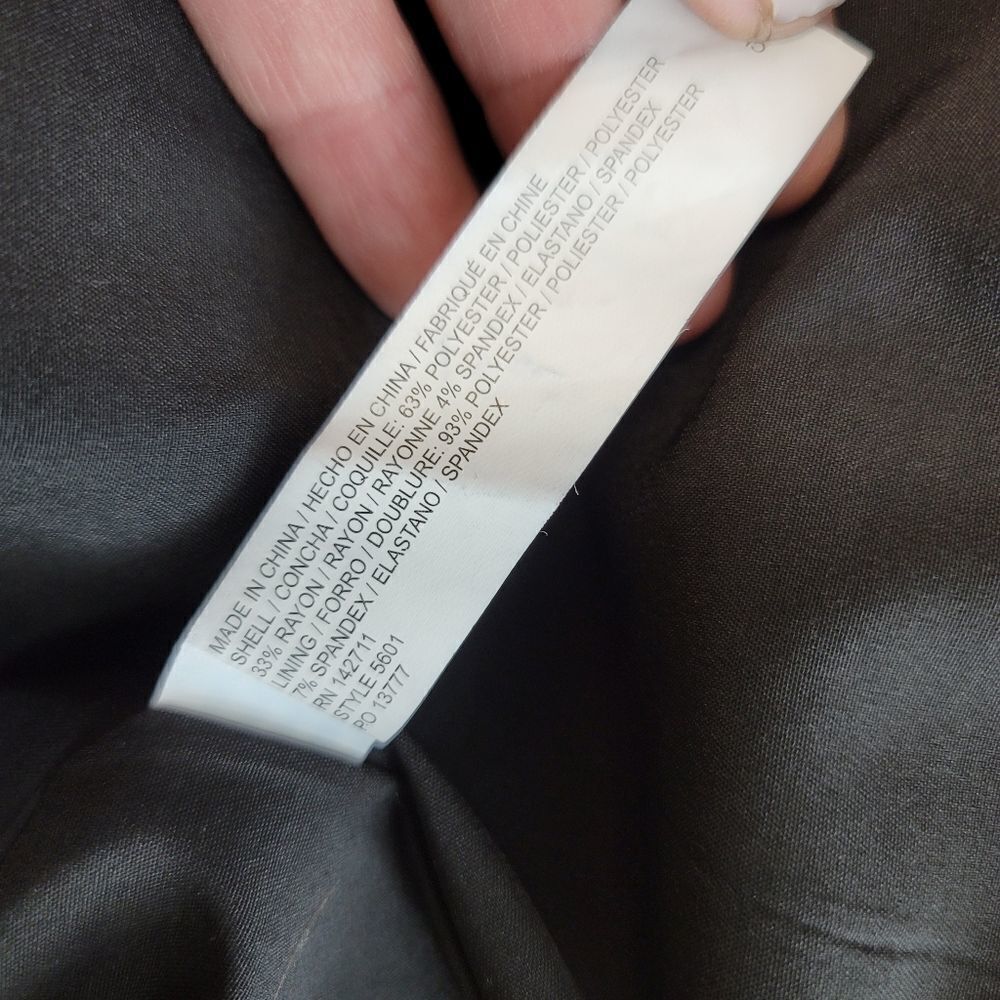 MADE IN CHINA / HECHO EN CHINA / FABRIQUÉ EN CHINE
SHELL / CONCHA / COQUILLE: 63% POLYESTER / POLIESTER / POLYESTER
33% RAYON / RAYON / RAYONNE 4% SPANDEX / ELASTANO / SPANDEX
LINING / FORRO / DOUBLURE: 93% POLYESTER / POLIESTER / POLYESTER
7% SPANDEX / ELASTANO / SPANDEX
RN 142711
STYLE 5601
PO 13777